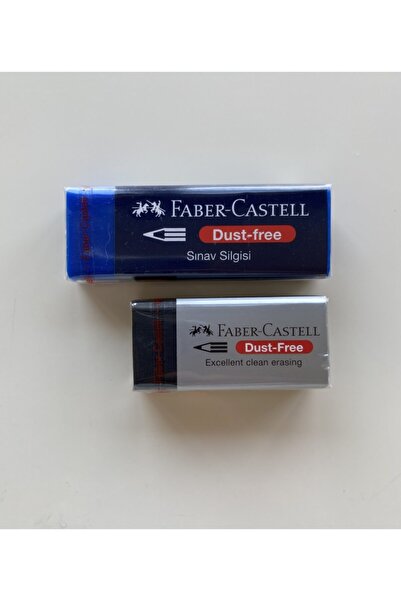 FABER-CASTELL
Dust-free
Sınav Silgisi
FABER-CASTELL
Dust-Free
Excellent clean erasing